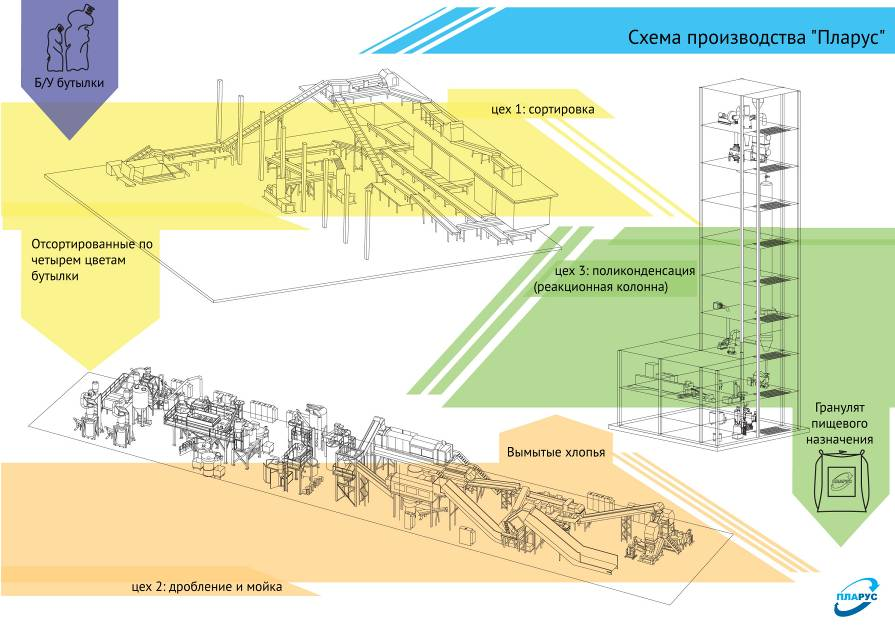 Схема производства "Пларус"
Б/У бутылки
цех 1: сортировка
Отсортированные по
четырем цветам
бутылки
цех 3: поликонденсация
(реакционная колонна)
Гранулят
пищевого
назначения
ПЛАРУС
Вымытые хлопья
цех 2: дробление и мойка
ПЛАРУС